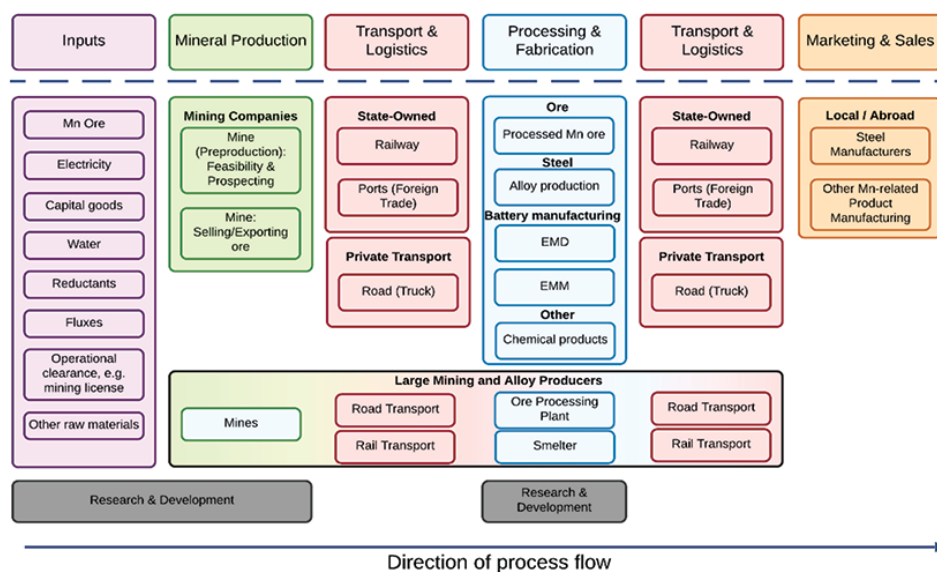 Inputs
Mineral Production
Transport &
Logistics
Processing &
Fabrication
Transport &
Logistics
Marketing & Sales
Mn Ore
Electricity
Capital goods
Water
Reductants
Fluxes
Operational
clearance, e.g.
mining license
Other raw materials
Mining Companies
Mine
(Preproduction):
Feasibility &
Prospecting
Mine:
Selling/Exporting
ore
State-Owned
Railway
Ports (Foreign
Trade)
Private Transport
Road (Truck)
Ore
Processed Mn ore
Steel
Alloy production
Battery manufacturing
EMD
EMM
Other
Chemical products
State-Owned
Railway
Ports (Foreign
Trade)
Private Transport
Road (Truck)
Local / Abroad
Steel
Manufacturers
Other Mn-related
Product
Manufacturing
Large Mining and Alloy Producers
Mines
Road Transport
Rail Transport
Ore Processing
Plant
Smelter
Road Transport
Rail Transport
Research & Development
Research &
Development
Direction of process flow